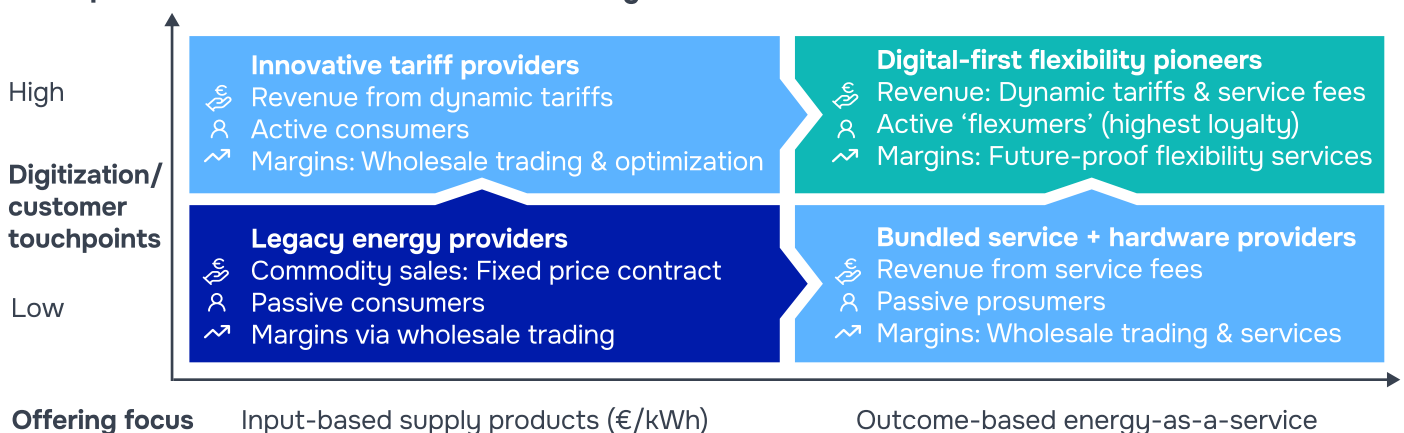 High
Digitization/
customer
touchpoints
Low
Innovative tariff providers
Revenue from dynamic tariffs
Active consumers
Margins: Wholesale trading & optimization
Digital-first flexibility pioneers
Revenue: Dynamic tariffs & service fees
Active ‘flexumers’ (highest loyalty)
Margins: Future-proof flexibility services
Legacy energy providers
Commodity sales: Fixed price contract
Passive consumers
Margins via wholesale trading
Bundled service + hardware providers
Revenue from service fees
Passive prosumers
Margins: Wholesale trading & services
Offering focus
Input-based supply products (€/kWh)
Outcome-based energy-as-a-service